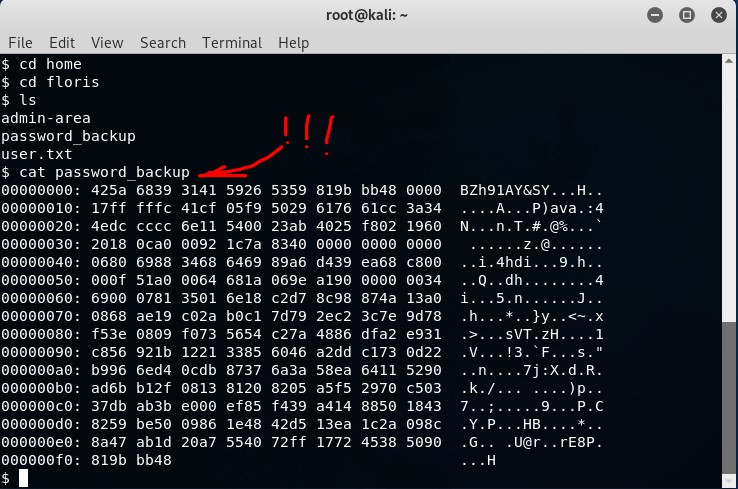 root@kali: ~
File Edit View Search Terminal Help
$ cd home
$ cd floris
$ ls
admin-area
password_backup
user.txt
!!!
$ cat password_backup
00000000: 425a 6839 3141 5926 5359 819b bb48 0000  BZh91AY&SY...H..
00000010: 17ff fffc 41cf 05f9 5029 6176 61cc 3a34  ....A...P)ava.:4
00000020: 4edc cccc 6e11 5400 23ab 4025 f802 1960  N...n.T.#.@%...`
00000030: 2018 0ca0 0092 1c7a 8340 0000 0000 0000   ......z.@......
00000040: 0680 6988 3468 6469 89a6 d439 ea68 c800  ..i.4hdi...9.h..
00000050: 000f 51a0 0064 681a 069e a190 0000 0034  ..Q..dh........4
00000060: 6900 0781 3501 6e18 c2d7 8c98 874a 13a0  i...5.n......J..
00000070: 0868 ae19 c02a b0c1 7d79 2ec2 3c7e 9d78  .h...*..}y..<~.x
00000080: f53e 0809 f073 5654 c27a 4886 dfa2 e931  .>...sVT.zH....1
00000090: c856 921b 1221 3385 6046 a2dd c173 0d22  .V...!3.`F...s."
000000a0: b996 6ed4 0cdb 8737 6a3a 58ea 6411 5290  ..n....7j:X.d.R.
000000b0: ad6b b12f 0813 8120 8205 a5f5 2970 c503  .k./... ....)p..
000000c0: 37db ab3b e000 ef85 f439 a414 8850 1843  7..;.....9...P.C
000000d0: 8259 be50 0986 1e48 42d5 13ea 1c2a 098c  .Y.P...HB....*..
000000e0: 8a47 ab1d 20a7 5540 72ff 1772 4538 5090  .G.. .U@r..rE8P.
000000f0: 819b bb48  ...H
$